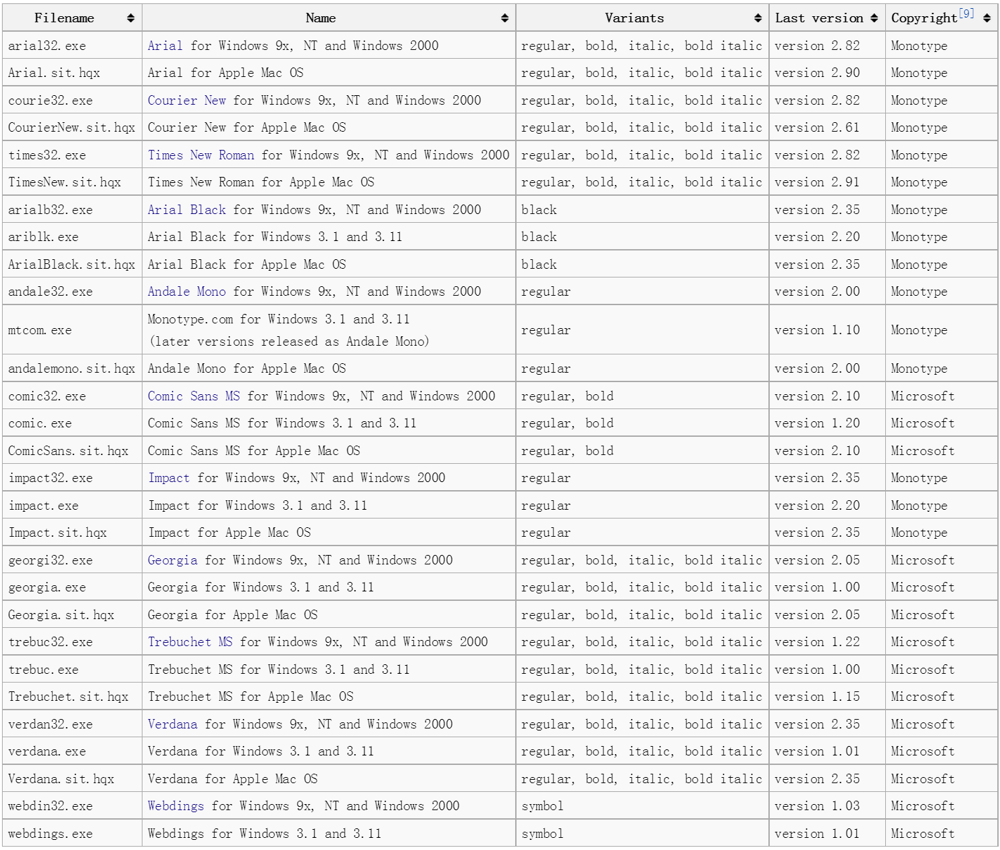 Filename Name Variants Last version Copyright[9]
arial32.exe Arial for Windows 9x, NT and Windows 2000 regular, bold, italic, bold italic version 2.82 Monotype
Arial.sit.hqx Arial for Apple Mac OS regular, bold, italic, bold italic version 2.90 Monotype
courie32.exe Courier New for Windows 9x, NT and Windows 2000 regular, bold, italic, bold italic version 2.82 Monotype
CourierNew.sit.hqx Courier New for Apple Mac OS regular, bold, italic, bold italic version 2.61 Monotype
times32.exe Times New Roman for Windows 9x, NT and Windows 2000 regular, bold, italic, bold italic version 2.82 Monotype
TimesNew.sit.hqx Times New Roman for Apple Mac OS regular, bold, italic, bold italic version 2.91 Monotype
arialb32.exe Arial Black for Windows 9x, NT and Windows 2000 black version 2.35 Monotype
ariblk.exe Arial Black for Windows 3.1 and 3.11 black version 2.20 Monotype
ArialBlack.sit.hqx Arial Black for Apple Mac OS black version 2.35 Monotype
andale32.exe Andale Mono for Windows 9x, NT and Windows 2000 regular version 2.00 Monotype
mtcom.exe Monotype.com for Windows 3.1 and 3.11
(later versions released as Andale Mono) regular version 1.10 Monotype
andalemono.sit.hqx Andale Mono for Apple Mac OS regular version 2.00 Monotype
comic32.exe Comic Sans MS for Windows 9x, NT and Windows 2000 regular, bold version 2.10 Microsoft
comic.exe Comic Sans MS for Windows 3.1 and 3.11 regular, bold version 1.20 Microsoft
ComicSans.sit.hqx Comic Sans MS for Apple Mac OS regular, bold version 2.10 Microsoft
impact32.exe Impact for Windows 9x, NT and Windows 2000 regular version 2.35 Monotype
impact.exe Impact for Windows 3.1 and 3.11 regular version 2.20 Monotype
Impact.sit.hqx Impact for Apple Mac OS regular version 2.35 Monotype
georgi32.exe Georgia for Windows 9x, NT and Windows 2000 regular, bold, italic, bold italic version 2.05 Microsoft
georgia.exe Georgia for Windows 3.1 and 3.11 regular, bold, italic, bold italic version 1.00 Microsoft
Georgia.sit.hqx Georgia for Apple Mac OS regular, bold, italic, bold italic version 2.05 Microsoft
trebuc32.exe Trebuchet MS for Windows 9x, NT and Windows 2000 regular, bold, italic, bold italic version 1.22 Microsoft
trebuc.exe Trebuchet MS for Windows 3.1 and 3.11 regular, bold, italic, bold italic version 1.00 Microsoft
Trebuchet.sit.hqx Trebuchet MS for Apple Mac OS regular, bold, italic, bold italic version 1.15 Microsoft
verdan32.exe Verdana for Windows 9x, NT and Windows 2000 regular, bold, italic, bold italic version 2.35 Microsoft
verdana.exe Verdana for Windows 3.1 and 3.11 regular, bold, italic, bold italic version 1.01 Microsoft
Verdana.sit.hqx Verdana for Apple Mac OS regular, bold, italic, bold italic version 2.35 Microsoft
webdin32.exe Webdings for Windows 9x, NT and Windows 2000 symbol version 1.03 Microsoft
webdings.exe Webdings for Windows 3.1 and 3.11 symbol version 1.01 Microsoft